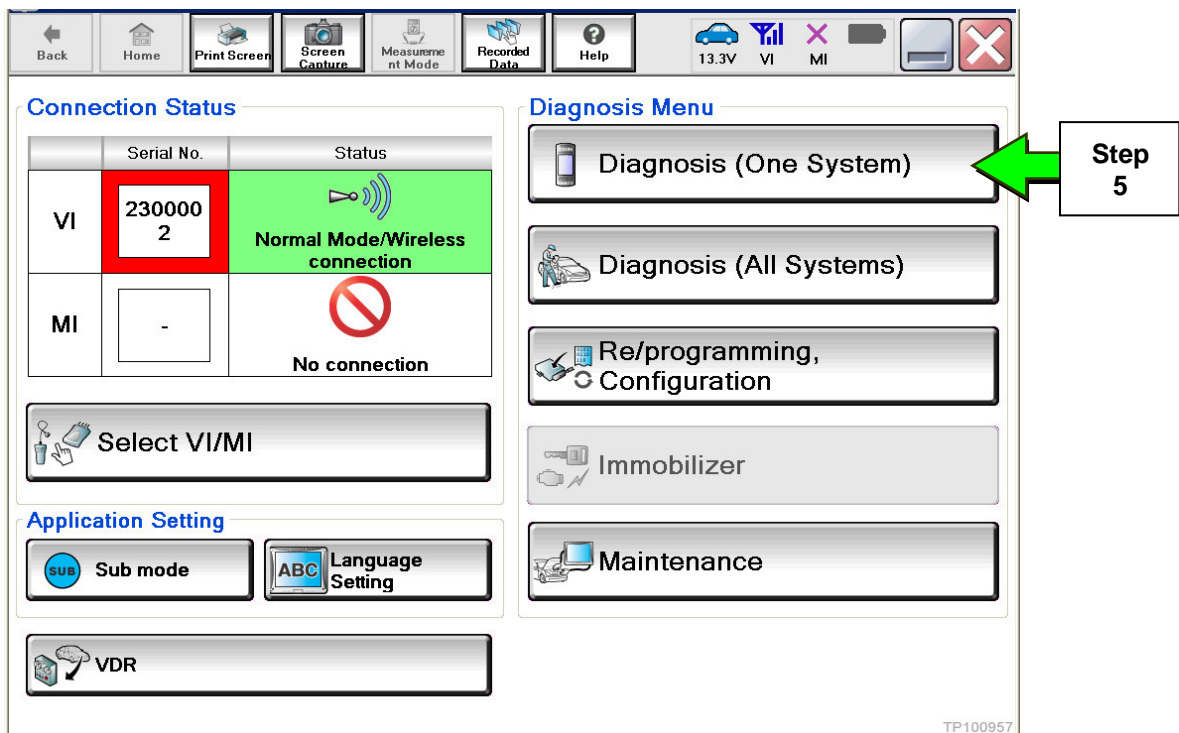 Back
Home
Print Screen
Screen
Capture
Measureme
nt Mode
Recorded
Data
Help
13.3V
VI
MI
Connection Status
Serial No.
Status
VI
230000
2
Normal Mode/Wireless
connection
MI
-
No connection
Select VI/MI
Application Setting
SUB
Sub mode
ABC
Language
Setting
VDR
Diagnosis Menu
Diagnosis (One System)
Diagnosis (All Systems)
Re/programming,
Configuration
Immobilizer
Maintenance
Step
5
TP100957